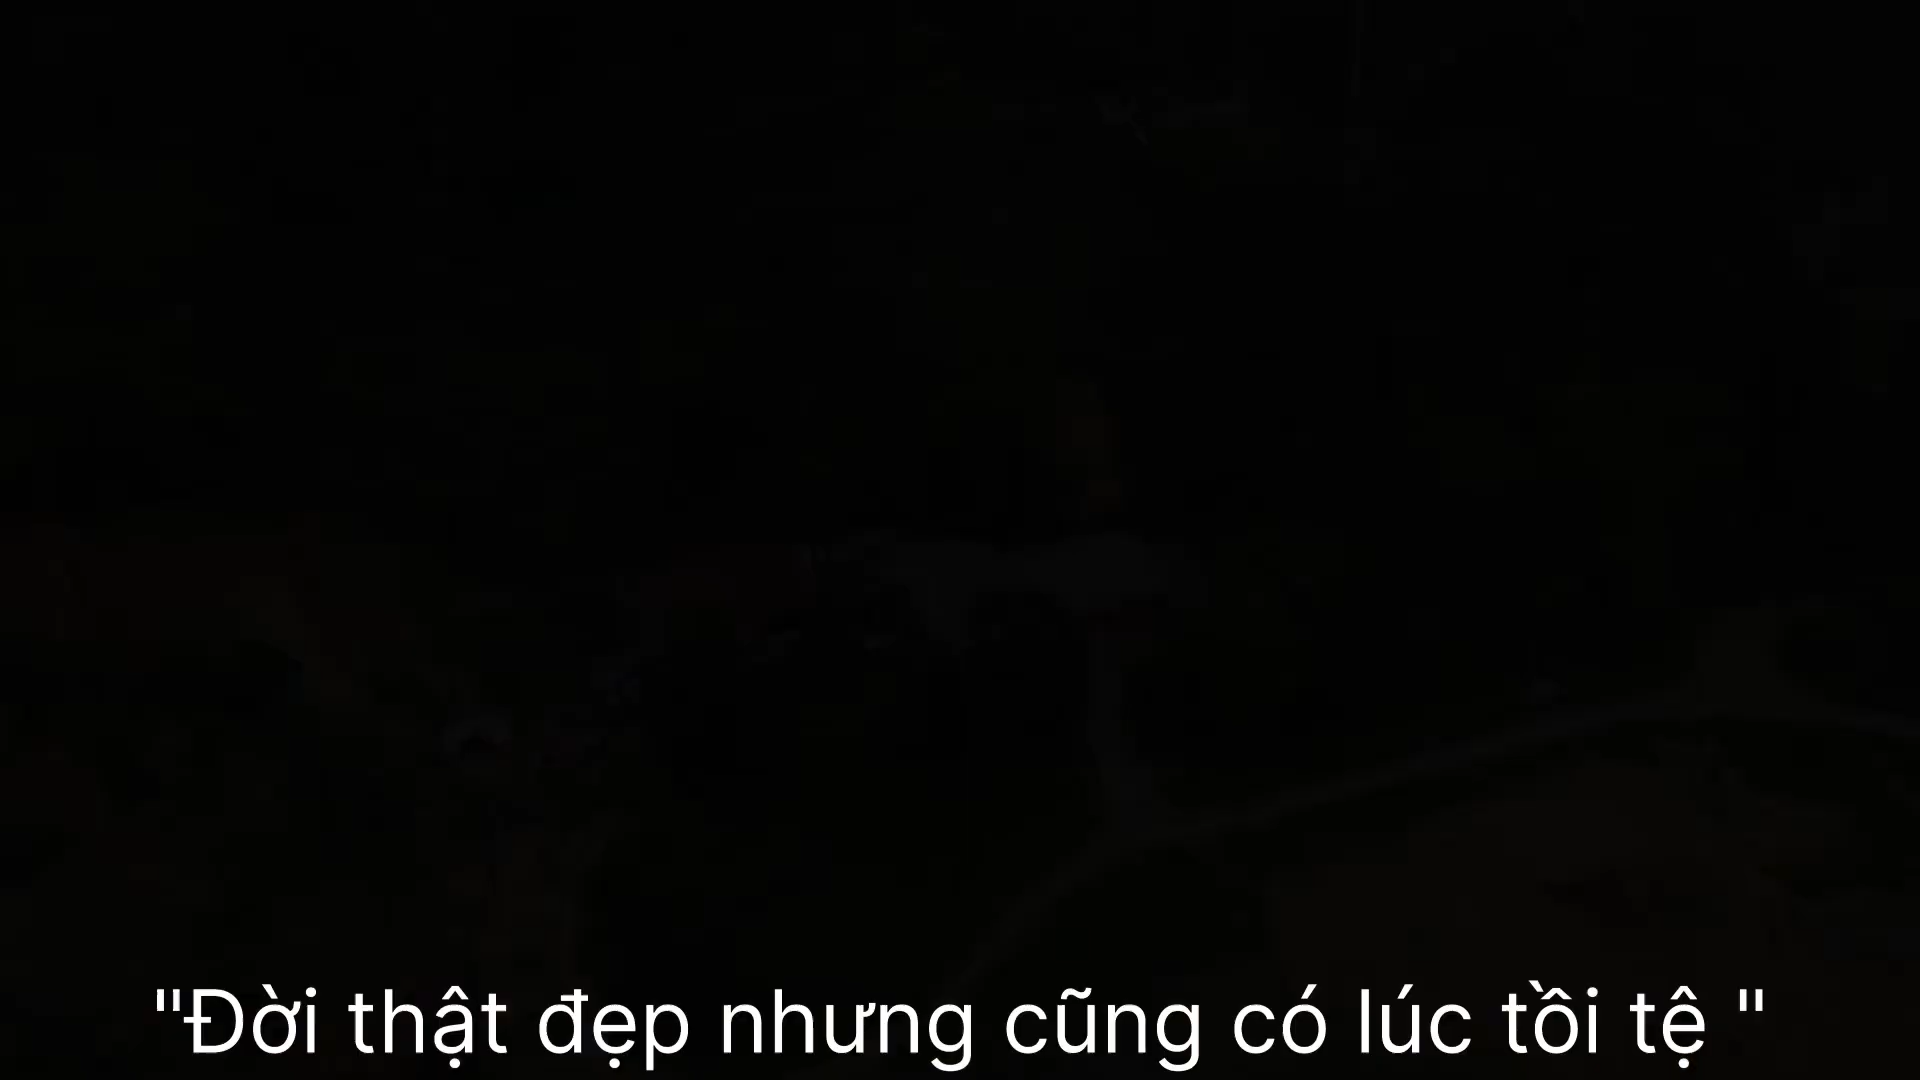 "Đời thật đẹp nhưng cũng có lúc tồi tệ "